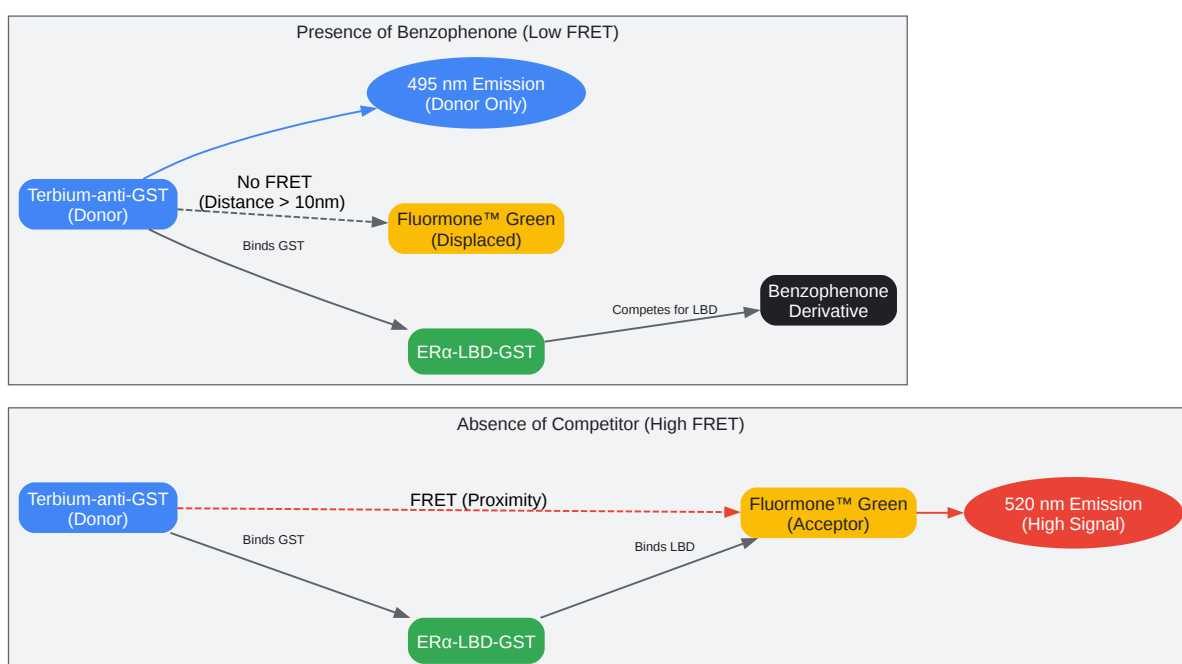 Presence of Benzophenone (Low FRET)
495 nm Emission
(Donor Only)
Terbium-anti-GST
(Donor)
No FRET
(Distance > 10nm)
Fluormone™ Green
(Displaced)
Binds GST
Benzophenone
Derivative
Competes for LBD
ERα-LBD-GST
Absence of Competitor (High FRET)
Terbium-anti-GST
(Donor)
FRET (Proximity)
Fluormone™ Green
(Acceptor)
520 nm Emission
(High Signal)
Binds GST
Binds LBD
ERα-LBD-GST